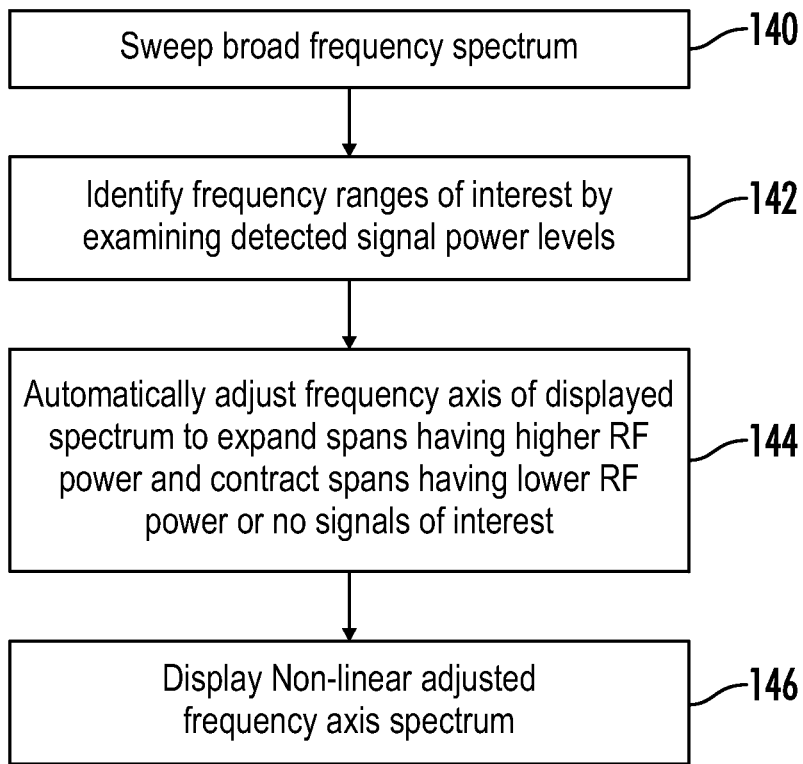 Sweep broad frequency spectrum
140
Identify frequency ranges of interest by
examining detected signal power levels
142
Automatically adjust frequency axis of displayed
spectrum to expand spans having higher RF
power and contract spans having lower RF
power or no signals of interest
144
Display Non-linear adjusted
frequency axis spectrum
146